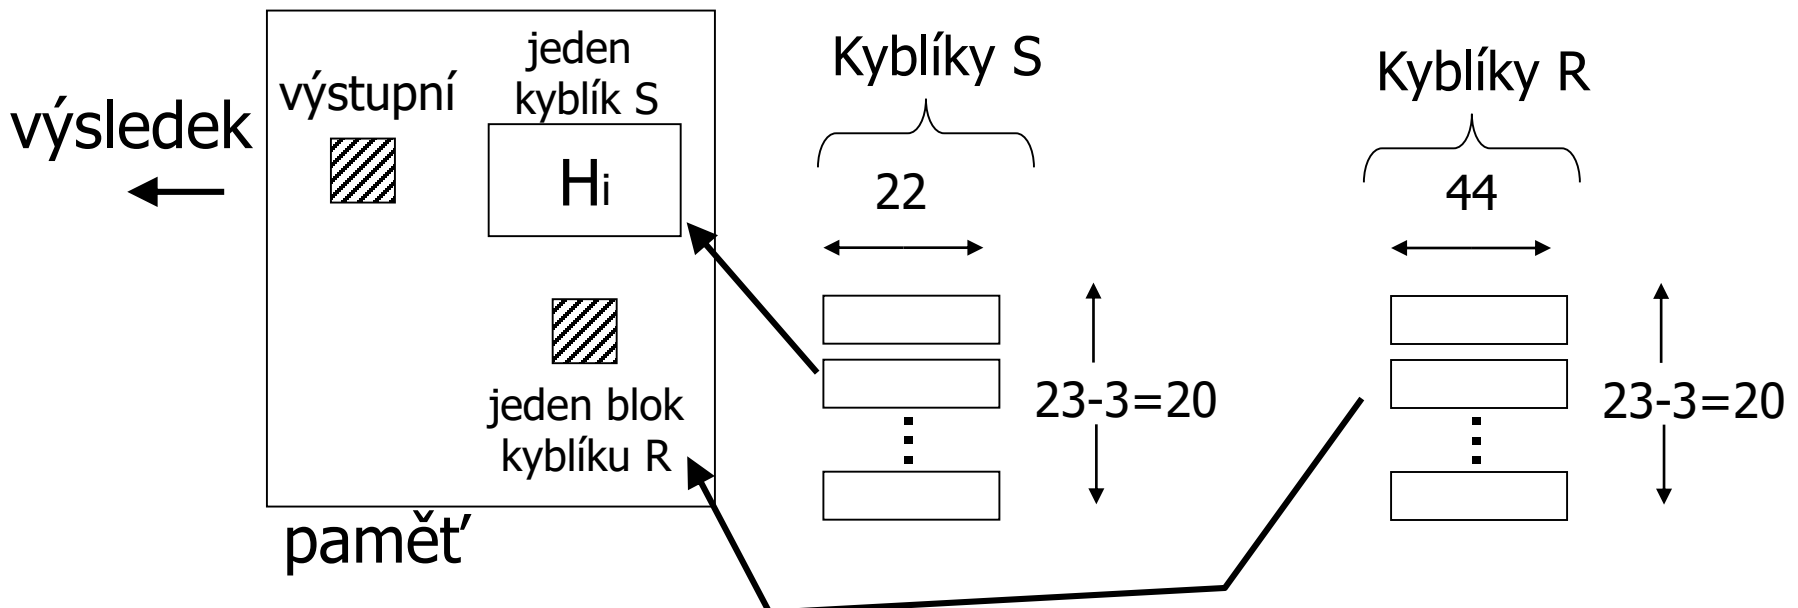 výsledek
výstupní
jeden
kyblík S
Hi
jeden blok
kyblíku R
paměť
Kyblíky S
22
23-3=20
Kyblíky R
44
23-3=20